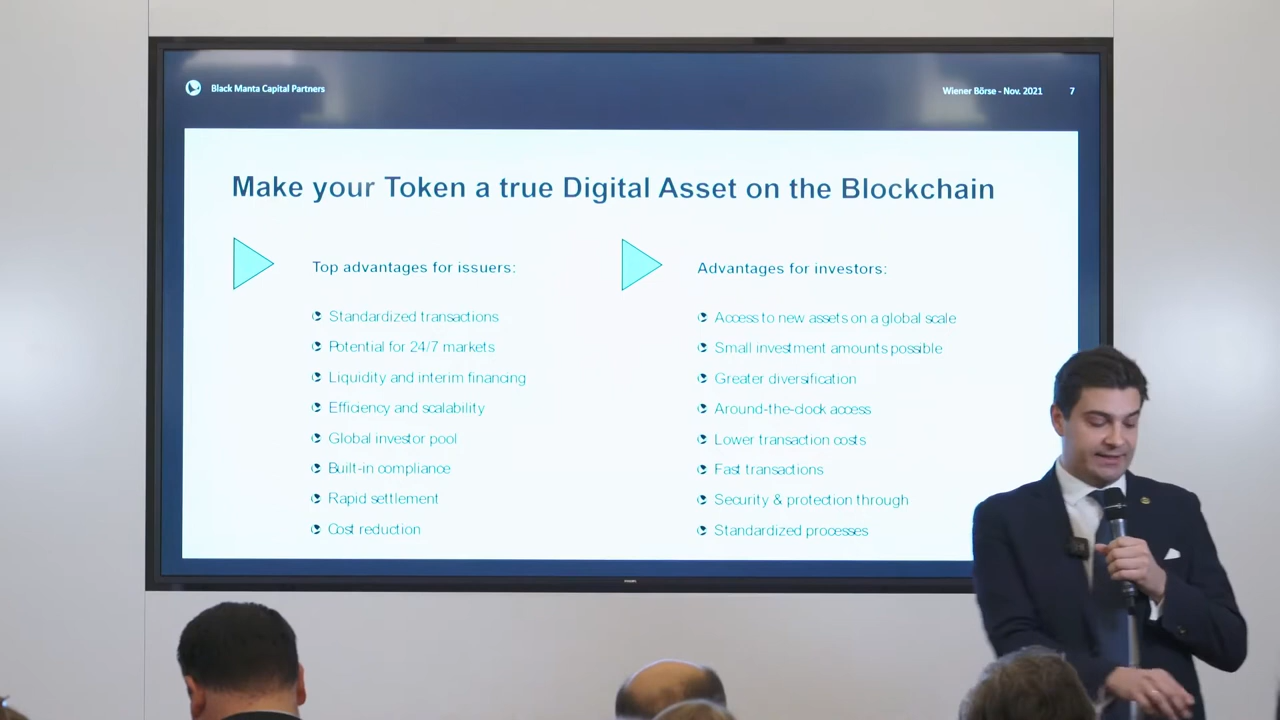 Black Manta Capital Partners
Wiener Börse - Nov. 2021 7
Make your Token a true Digital Asset on the Blockchain
Top advantages for issuers:
Standardized transactions
Potential for 24/7 markets
Liquidity and interim financing
Efficiency and scalability
Global investor pool
Built-in compliance
Rapid settlement
Cost reduction
Advantages for investors:
Access to new assets on a global scale
Small investment amounts possible
Greater diversification
Around-the-clock access
Lower transaction costs
Fast transactions
Security & protection through
Standardized processes